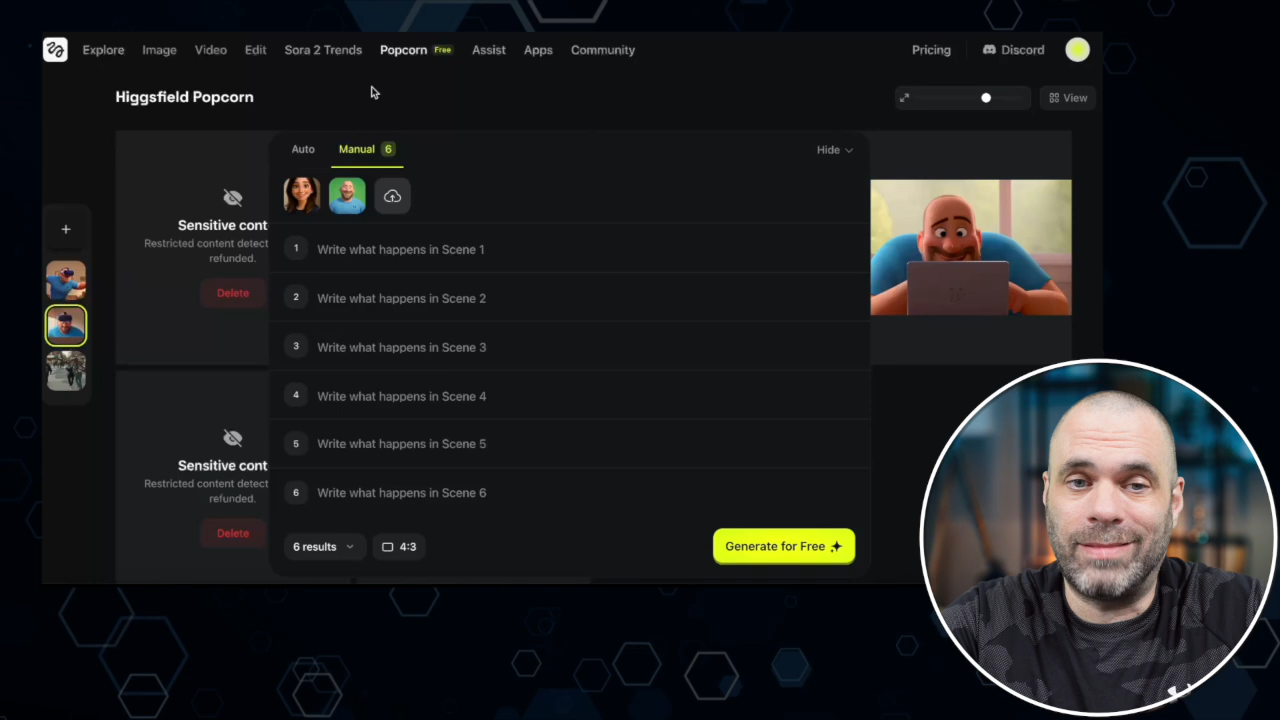 Explore Image Video Edit Sora 2 Trends Popcorn Free Assist Apps Community Pricing Discord
Higgsfield Popcorn
View
Auto Manual 6 Hide
Sensitive cont
Restricted content detect
refunded.
Delete
1 Write what happens in Scene 1
2 Write what happens in Scene 2
3 Write what happens in Scene 3
4 Write what happens in Scene 4
5 Write what happens in Scene 5
6 Write what happens in Scene 6
Sensitive cont
Restricted content detect
refunded.
Delete
6 results 4:3 Generate for Free